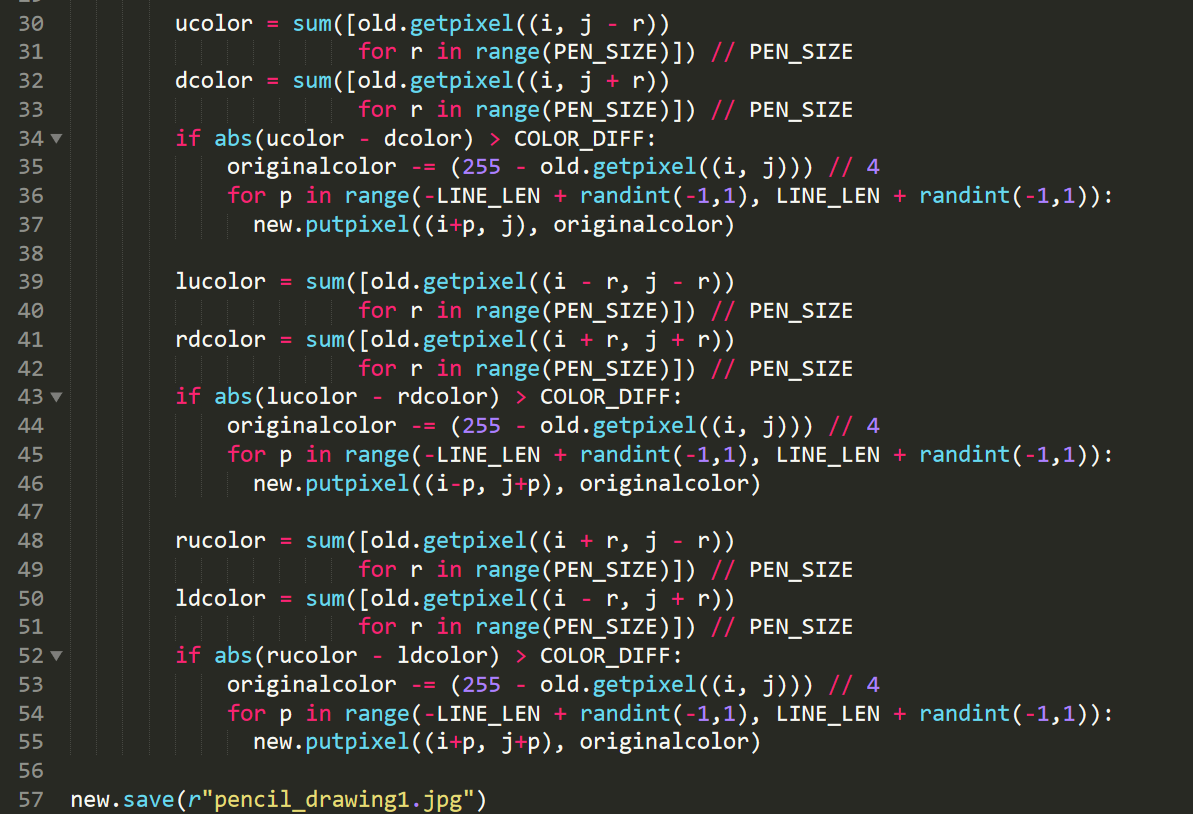 30 ucolor = sum([old.getpixel((i, j - r))
31 for r in range(PEN_SIZE)]) // PEN_SIZE
32 dcolor = sum([old.getpixel((i, j + r))
33 for r in range(PEN_SIZE)]) // PEN_SIZE
34 if abs(ucolor - dcolor) > COLOR_DIFF:
35 originalcolor -= (255 - old.getpixel((i, j))) // 4
36 for p in range(-LINE_LEN + randint(-1,1), LINE_LEN + randint(-1,1)):
37 new.putpixel((i+p, j), originalcolor)
38
39 lucolor = sum([old.getpixel((i - r, j - r))
40 for r in range(PEN_SIZE)]) // PEN_SIZE
41 rdcolor = sum([old.getpixel((i + r, j + r))
42 for r in range(PEN_SIZE)]) // PEN_SIZE
43 if abs(lucolor - rdcolor) > COLOR_DIFF:
44 originalcolor -= (255 - old.getpixel((i, j))) // 4
45 for p in range(-LINE_LEN + randint(-1,1), LINE_LEN + randint(-1,1)):
46 new.putpixel((i-p, j+p), originalcolor)
47
48 rucolor = sum([old.getpixel((i + r, j - r))
49 for r in range(PEN_SIZE)]) // PEN_SIZE
50 ldcolor = sum([old.getpixel((i - r, j + r))
51 for r in range(PEN_SIZE)]) // PEN_SIZE
52 if abs(rucolor - ldcolor) > COLOR_DIFF:
53 originalcolor -= (255 - old.getpixel((i, j))) // 4
54 for p in range(-LINE_LEN + randint(-1,1), LINE_LEN + randint(-1,1)):
55 new.putpixel((i+p, j+p), originalcolor)
56
57 new.save(r"pencil_drawing1.jpg")